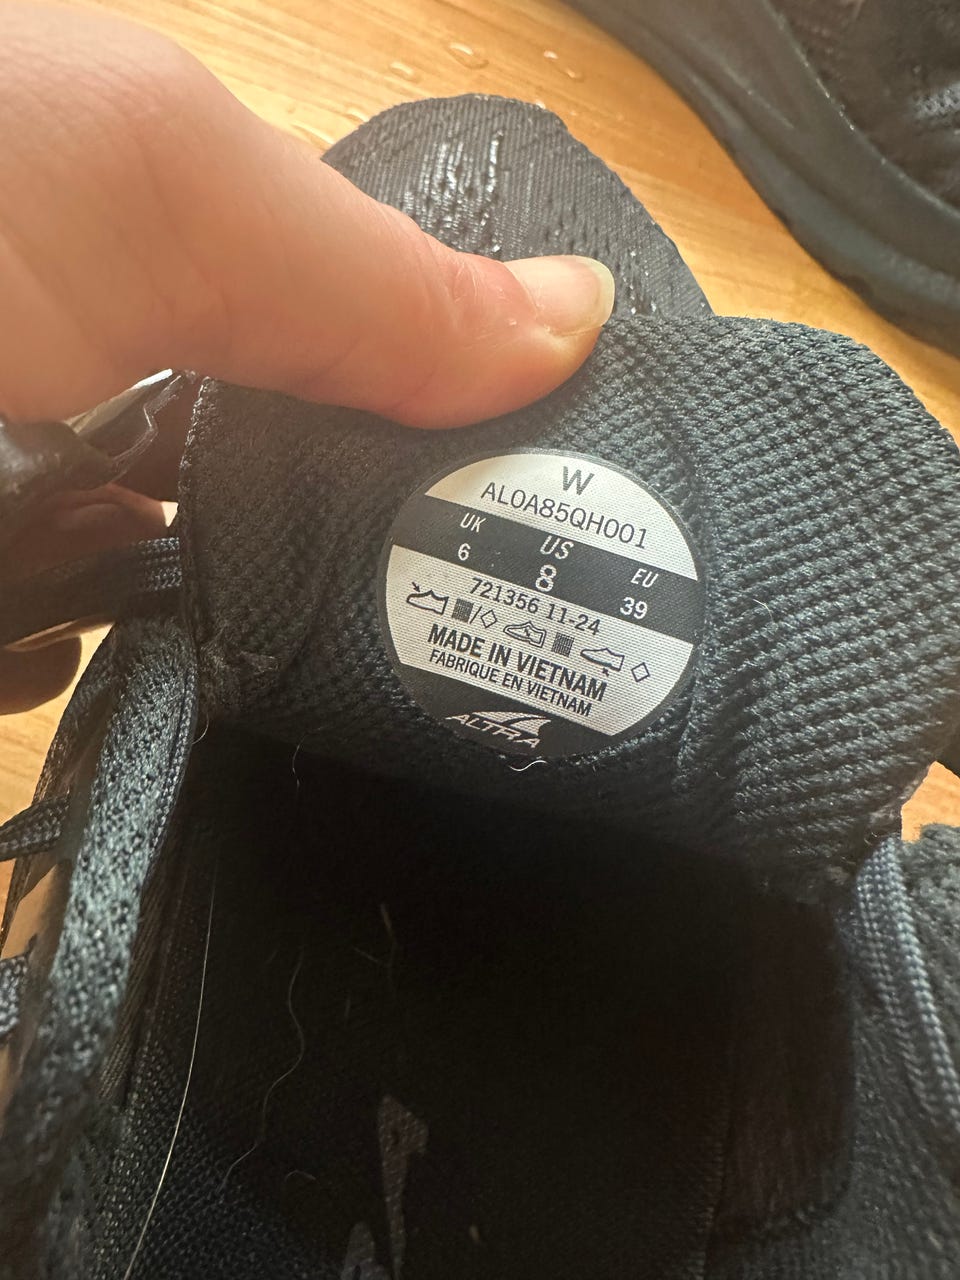 W
AL0A85QH001
UK US EU
6 8 39
721356 11-24
MADE IN VIETNAM
FABRIQUE EN VIETNAM
ALTRA